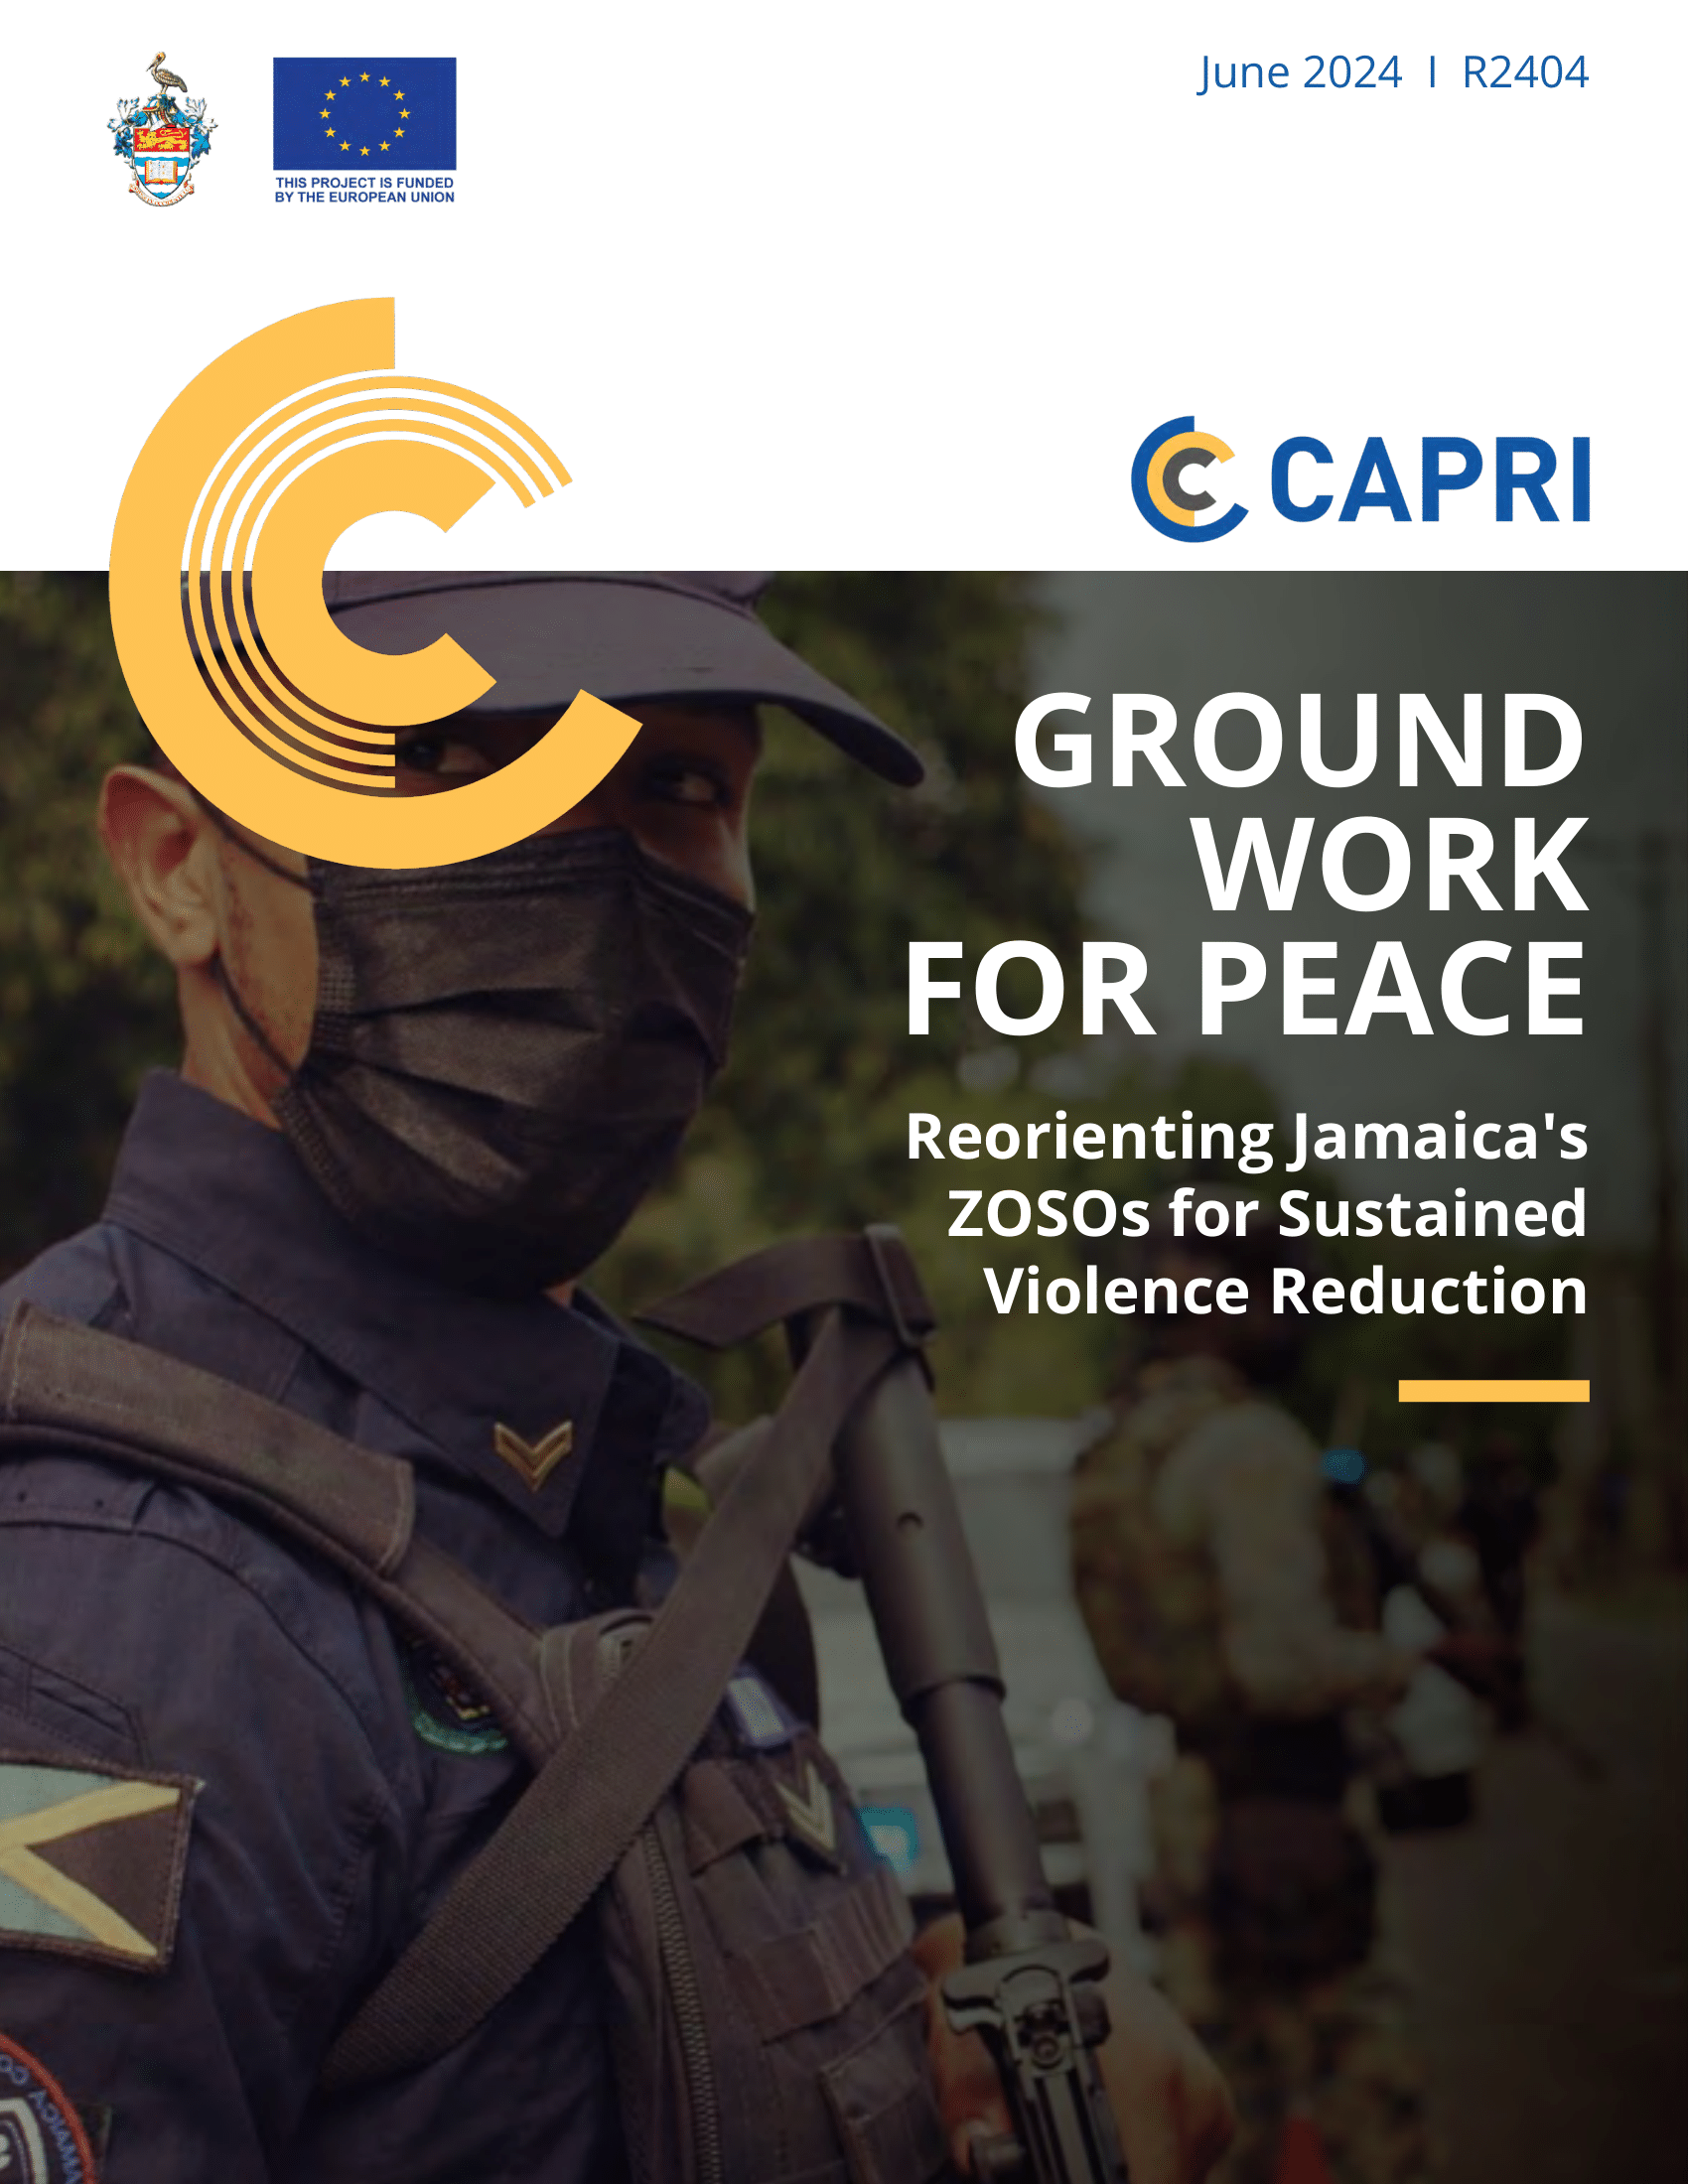 June 2024 I R2404
THIS PROJECT IS FUNDED
BY THE EUROPEAN UNION
CAPRI
GROUND
WORK
FOR PEACE
Reorienting Jamaica's
ZOSOs for Sustained
Violence Reduction